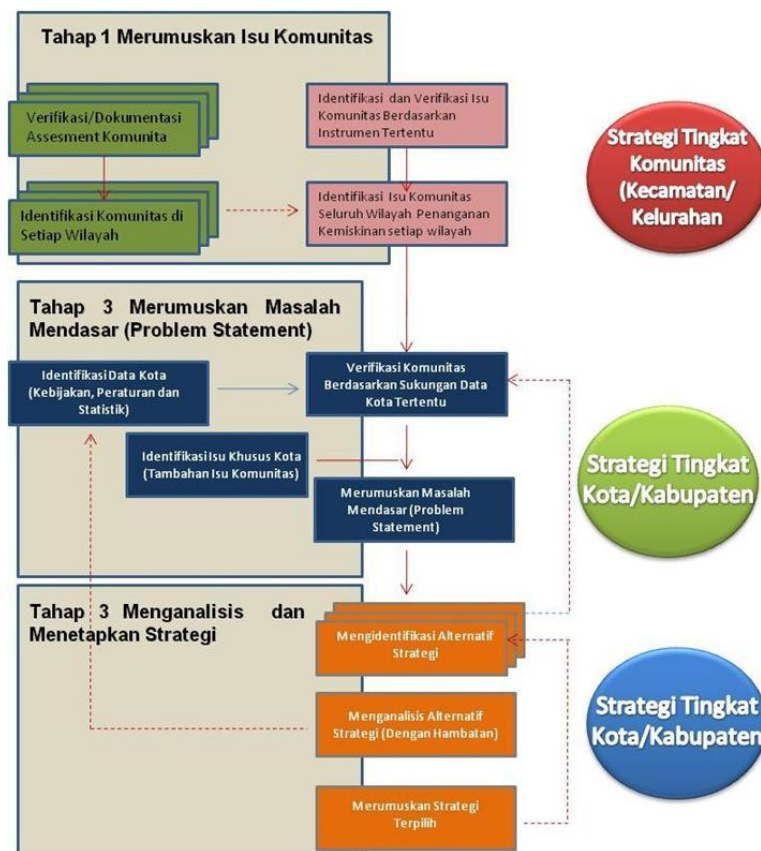 Tahap 1 Merumuskan Isu Komunitas
Verifikasi/Dokumentasi
Assesment Komunita
Identifikasi dan Verifikasi Isu
Komunitas Berdasarkan
Instrumen Tertentu
Identifikasi Komunitas di
Setiap Wilayah
Identifikasi Isu Komunitas
Seluruh Wilayah Penanganan
Kemiskinan setiap wilayah
Strategi Tingkat
Komunitas
(Kecamatan/
Kelurahan
Tahap 3 Merumuskan Masalah
Mendasar (Problem Statement)
Identifikasi Data Kota
(Kebijakan, Peraturan dan
Statistik)
Verifikasi Komunitas
Berdasarkan Sukungan Data
Kota Tertentu
Identifikasi Isu Khusus Kota
(Tambahan Isu Komunitas)
Merumuskan Masalah
Mendasar (Problem
Statement)
Strategi Tingkat
Kota/Kabupaten
Tahap 3 Menganalisis dan
Menetapkan Strategi
Mengidentifikasi Alternatif
Strategi
Menganalisis Alternatif
Strategi (Dengan Hambatan)
Merumuskan Strategi
Terpilih
Strategi Tingkat
Kota/Kabupaten